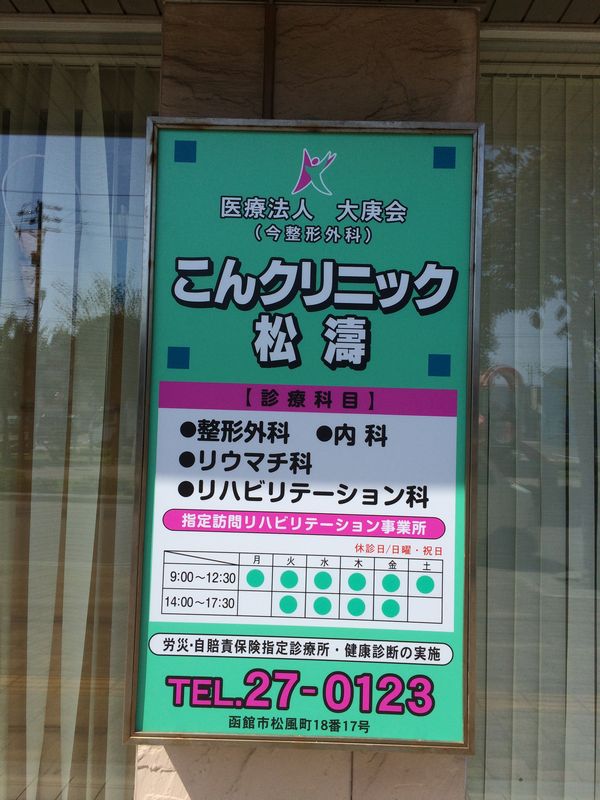 医療法人 大庚会
(今整形外科)
こんクリニック
松濤
【診療科目】
●整形外科 ●内科
●リウマチ科
●リハビリテーション科
指定訪問リハビリテーション事業所
休診日/日曜・祝日
月 火 水 木 金 土
9:00〜12:30 ● ● ● ● ● ●
14:00〜17:30 ● ● ● ●
労災・自賠責保険指定診療所・健康診断の実施
TEL.27-0123
函館市松風町18番17号